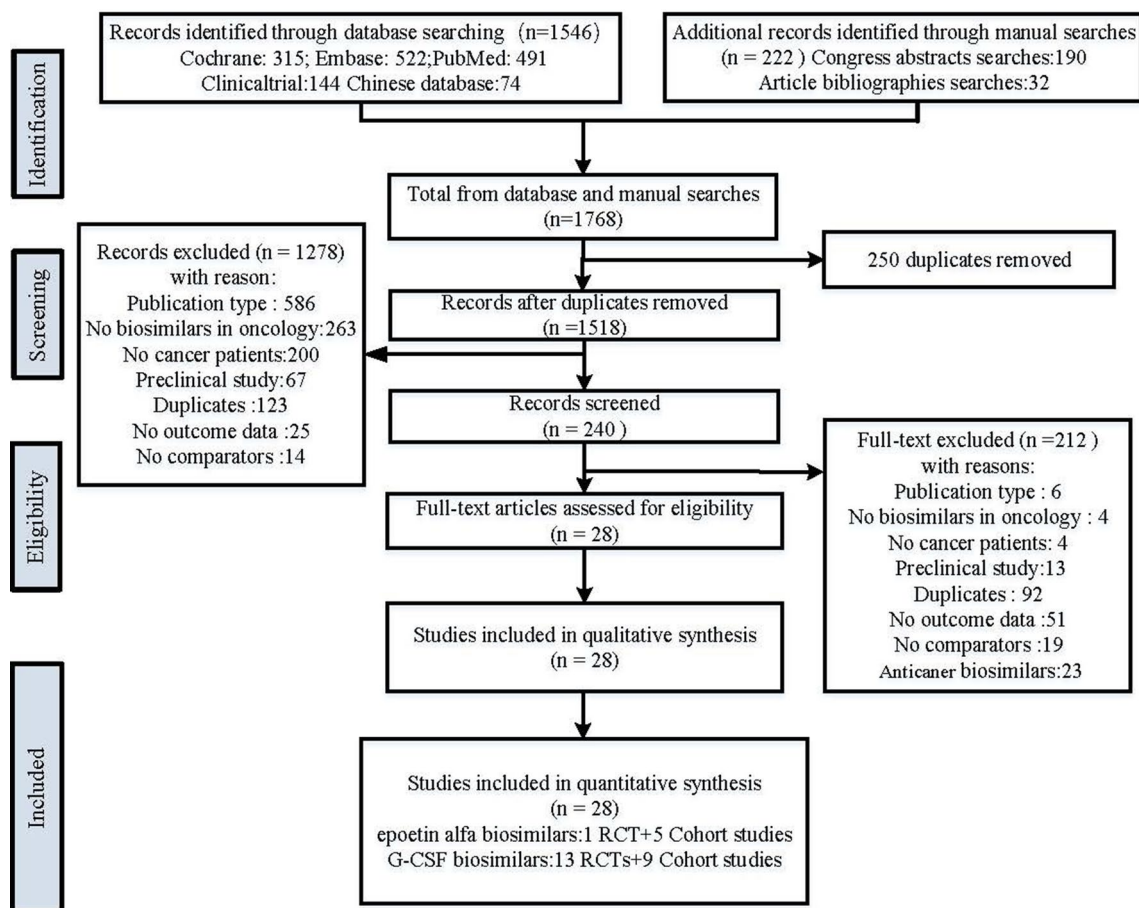 Records identified through database searching (n=1546)
Cochrane: 315; Embase: 522;PubMed: 491
Clinicaltrial:144 Chinese database:74
Additional records identified through manual searches
(n = 222 ) Congress abstracts searches:190
Article bibliographies searches:32
Identification
Total from database and manual searches
(n=1768)
Records excluded (n = 1278)
with reason:
Publication type : 586
No biosimilars in oncology:263
No cancer patients:200
Preclinical study:67
Duplicates :123
No outcome data :25
No comparators :14
250 duplicates removed
Screening
Records after duplicates removed
(n =1518)
Records screened
(n = 240 )
Full-text excluded (n =212 )
with reasons:
Publication type : 6
No biosimilars in oncology : 4
No cancer patients: 4
Preclinical study:13
Duplicates : 92
No outcome data :51
No comparators :19
Anticaner biosimilars:23
Eligibility
Full-text articles assessed for eligibility
(n = 28)
Studies included in qualitative synthesis
(n = 28)
Included
Studies included in quantitative synthesis
(n = 28)
epoetin alfa biosimilars:1 RCT+5 Cohort studies
G-CSF biosimilars:13 RCTs+9 Cohort studies